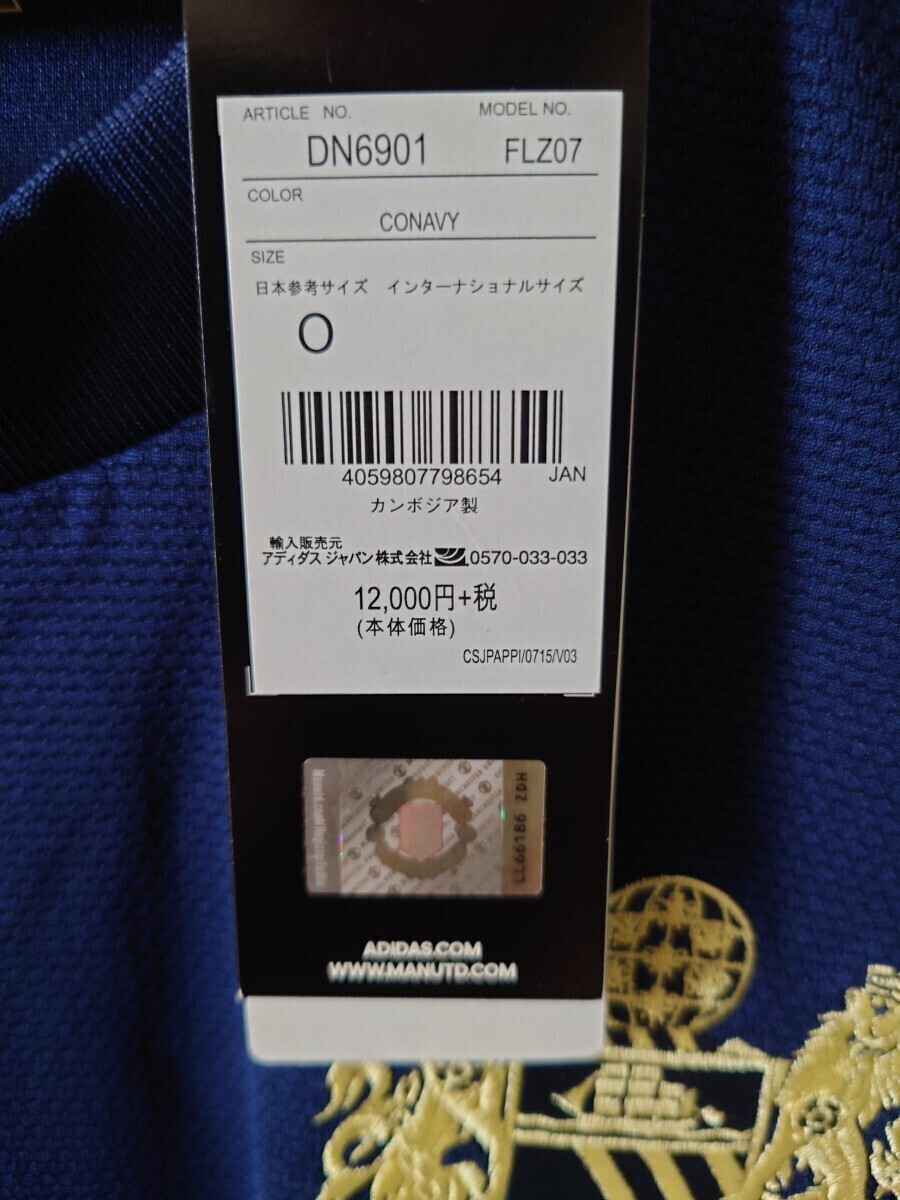 ARTICLE NO. MODEL NO.
DN6901 FLZ07
COLOR
CONAVY
SIZE
日本参考サイズ インターナショナルサイズ
O
4059807798654 JAN
カンボジア製
輸入販売元
アディダス ジャパン株式会社 0570-033-033
12,000円+税
(本体価格)
CSJPAPPI/0715/V03
LL66186 ZDH
ADIDAS.COM
WWW.MANUTD.COM